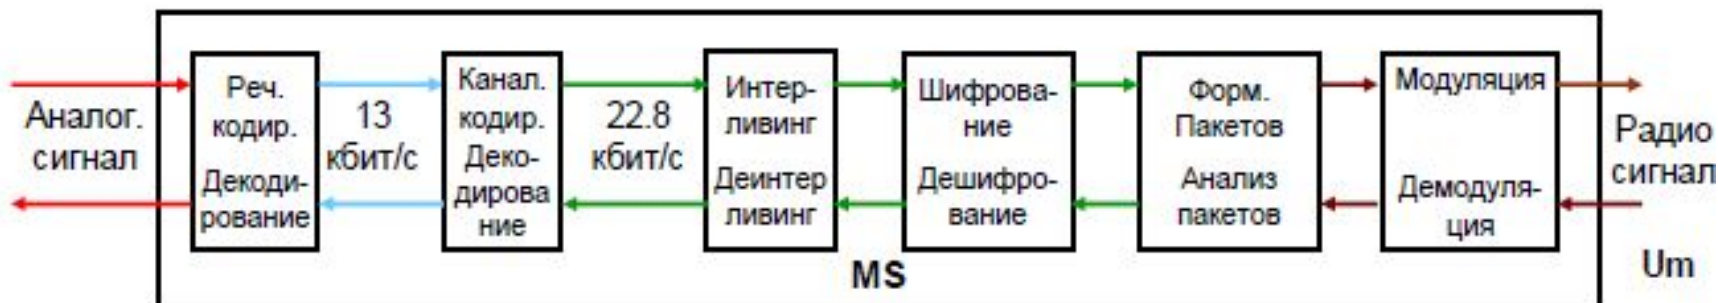 Аналог.
сигнал
Реч.
кодир.
Декоди-
рование
13
кбит/с
Канал.
кодир.
Деко-
дирова
ние
22.8
кбит/с
Интер-
ливинг
Деинтер
ливинг
Шифрова-
ние
Дешифро-
вание
Форм.
Пакетов
Анализ
пакетов
Модуляция
Демодуля-
ция
Радио
сигнал
Um
MS